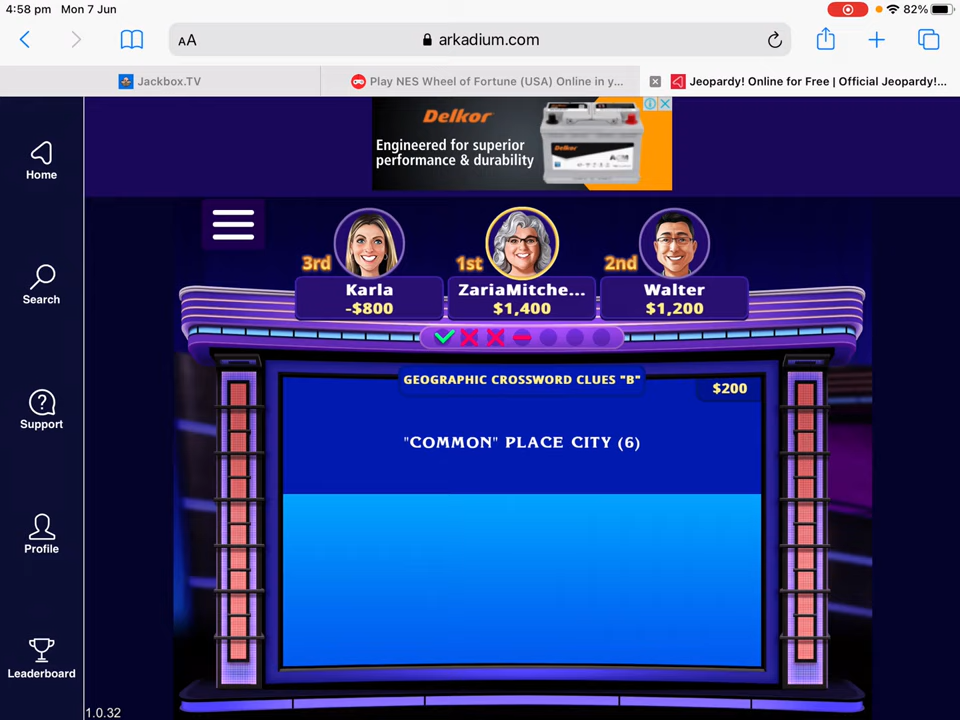 4:58 pm Mon 7 Jun 82%
AA arkadium.com
Jackbox.TV Play NES Wheel of Fortune (USA) Online in y... Jeopardy! Online for Free | Official Jeopardy!...
Delkor
Engineered for superior
performance & durability
Home
Search
Support
Profile
Leaderboard
1.0.32
3rd 1st 2nd
Karla ZariaMitche... Walter
-$800 $1,400 $1,200
GEOGRAPHIC CROSSWORD CLUES "B"
$200
"COMMON" PLACE CITY (6)